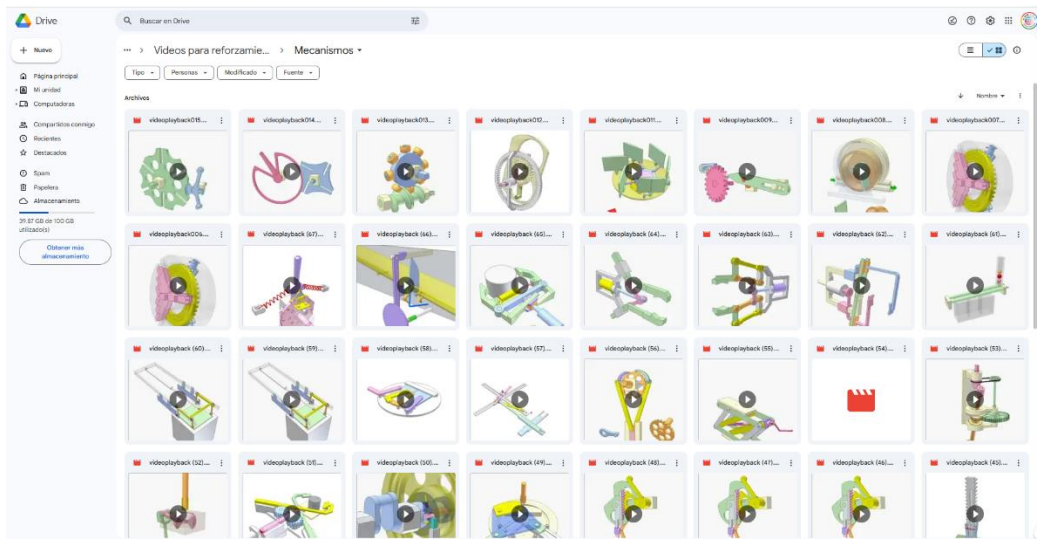 Drive
Buscar en Drive
Nuevo
Página principal
Mi unidad
Computadoras
Compartidos conmigo
Recientes
Destacados
Spam
Papelera
Almacenamiento
39.87 GB de 100 GB
utilizado(s)
Obtener más
almacenamiento
Videos para reforzamie... > Mecanismos
Tipo Personas Modificado Fuente
Archivos
Nombre
videoplayback015... videoplayback014... videoplayback013... videoplayback012... videoplayback011... videoplayback009... videoplayback008... videoplayback007...
videoplayback006... videoplayback (67)... videoplayback (66)... videoplayback (65)... videoplayback (64)... videoplayback (63)... videoplayback (62)... videoplayback (61)...
videoplayback (60)... videoplayback (59)... videoplayback (58)... videoplayback (57)... videoplayback (56)... videoplayback (55)... videoplayback (54)... videoplayback (53)...
videoplayback (52)... videoplayback (51)... videoplayback (50)... videoplayback (49)... videoplayback (48)... videoplayback (47)... videoplayback (46)... videoplayback (45)...